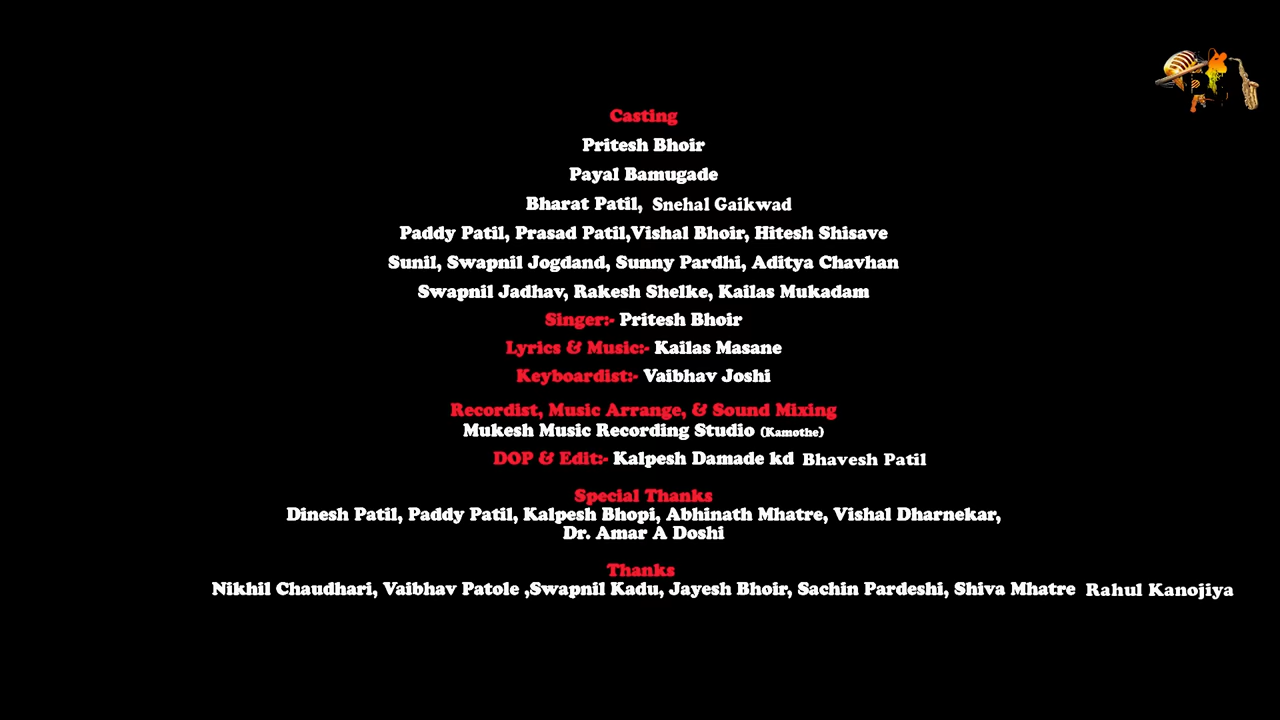 Casting
Pritesh Bhoir
Payal Bamugade
Bharat Patil, Snehal Gaikwad
Paddy Patil, Prasad Patil,Vishal Bhoir, Hitesh Shisave
Sunil, Swapnil Jogdand, Sunny Pardhi, Aditya Chavhan
Swapnil Jadhav, Rakesh Shelke, Kailas Mukadam
Singer:- Pritesh Bhoir
Lyrics & Music:- Kailas Masane
Keyboardist:- Vaibhav Joshi
Recordist, Music Arrange, & Sound Mixing
Mukesh Music Recording Studio (Kamothe)
DOP & Edit:- Kalpesh Damade kd Bhavesh Patil
Special Thanks
Dinesh Patil, Paddy Patil, Kalpesh Bhopi, Abhinath Mhatre, Vishal Dharnekar,
Dr. Amar A Doshi
Thanks
Nikhil Chaudhari, Vaibhav Patole ,Swapnil Kadu, Jayesh Bhoir, Sachin Pardeshi, Shiva Mhatre Rahul Kanojiya